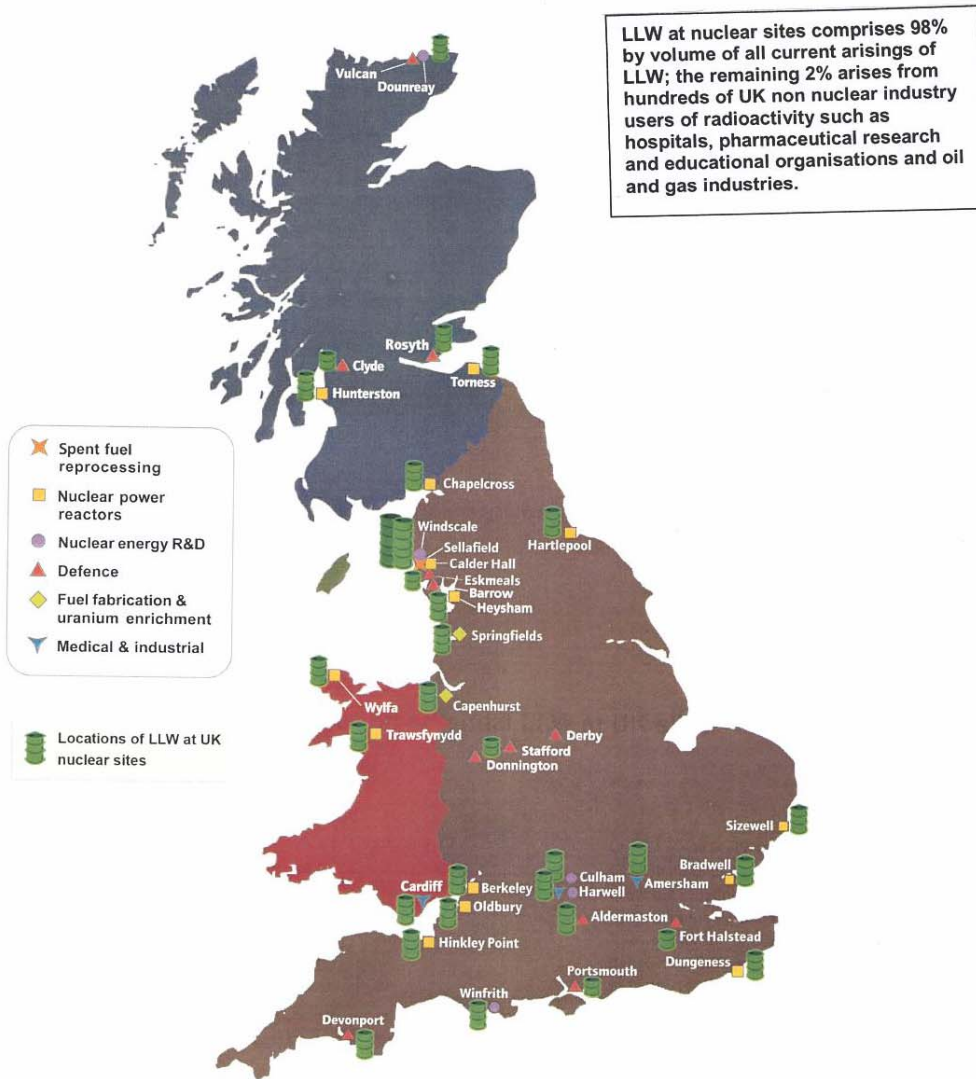 LLW at nuclear sites comprises 98%
by volume of all current arisings of
LLW; the remaining 2% arises from
hundreds of UK non nuclear industry
users of radioactivity such as
hospitals, pharmaceutical research
and educational organisations and oil
and gas industries.
Vulcan
Dounreay
Rosyth
Clyde
Torness
Hunterston
Spent fuel
reprocessing
Nuclear power
reactors
Nuclear energy R&D
Defence
Fuel fabrication &
uranium enrichment
Medical & industrial
Locations of LLW at UK
nuclear sites
Chapelcross
Windscale
Hartlepool
Sellafield
Calder Hall
Eskmeals
Barrow
Heysham
Springfields
Wylfa
Capenhurst
Trawsfynydd
Derby
Stafford
Donnington
Sizewell
Bradwell
Culham
Cardiff
Berkeley
Harwell
Amersham
Oldbury
Aldermaston
Fort Halstead
Hinkley Point
Dungeness
Portsmouth
Winfrith
Devonport